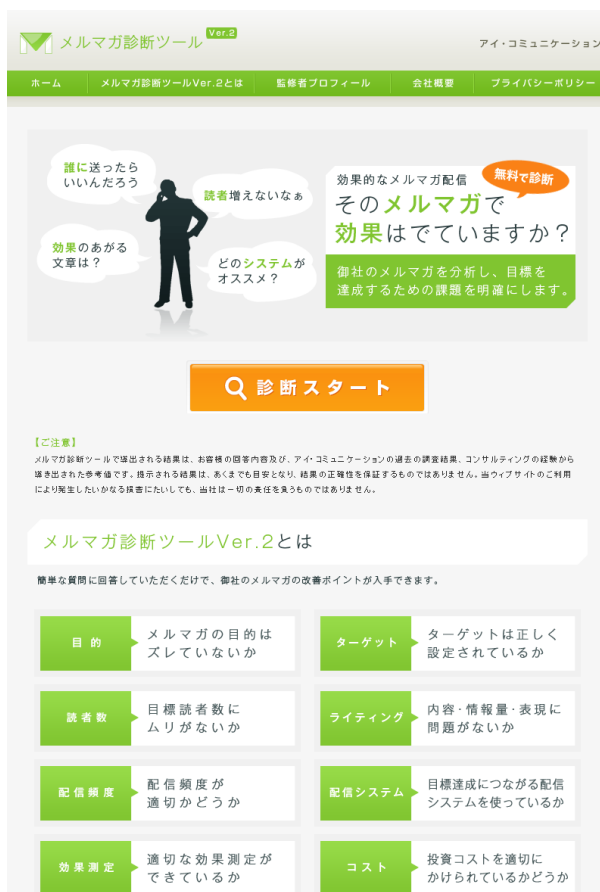 メルマガ診断ツール Ver.2
アイ・コミュニケーション
ホーム メルマガ診断ツールVer.2とは 監修者プロフィール 会社概要 プライバシーポリシー
誰に送ったら
いいんだろう
読者増えないなぁ
効果のあがる
文章は？
どのシステムが
オススメ？
効果的なメルマガ配信
無料で診断
そのメルマガで
効果はでていますか？
御社のメルマガを分析し、目標を
達成するための課題を明確にします。
診断スタート
【ご注意】
メルマガ診断ツールで導出される結果は、お客様の回答内容及び、アイ・コミュニケーションの過去の調査結果、コンサルティングの経験から
導き出された参考値です。提示される結果は、あくまでも目安となり、結果の正確性を保証するものではありません。当ウィブサイトのご利用
により発生したいかなる損害にたいしても、当社は一切の責任を負うものではありません。
メルマガ診断ツールVer.2とは
簡単な質問に回答していただくだけで、御社のメルマガの改善ポイントが入手できます。
目的
メルマガの目的は
ズレていないか
ターゲット
ターゲットは正しく
設定されているか
読者数
目標読者数に
ムリがないか
ライティング
内容・情報量・表現に
問題がないか
配信頻度
配信頻度が
適切かどうか
配信システム
目標達成につながる配信
システムを使っているか
効果測定
適切な効果測定が
できているか
コスト
投資コストを適切に
かけられているかどうか